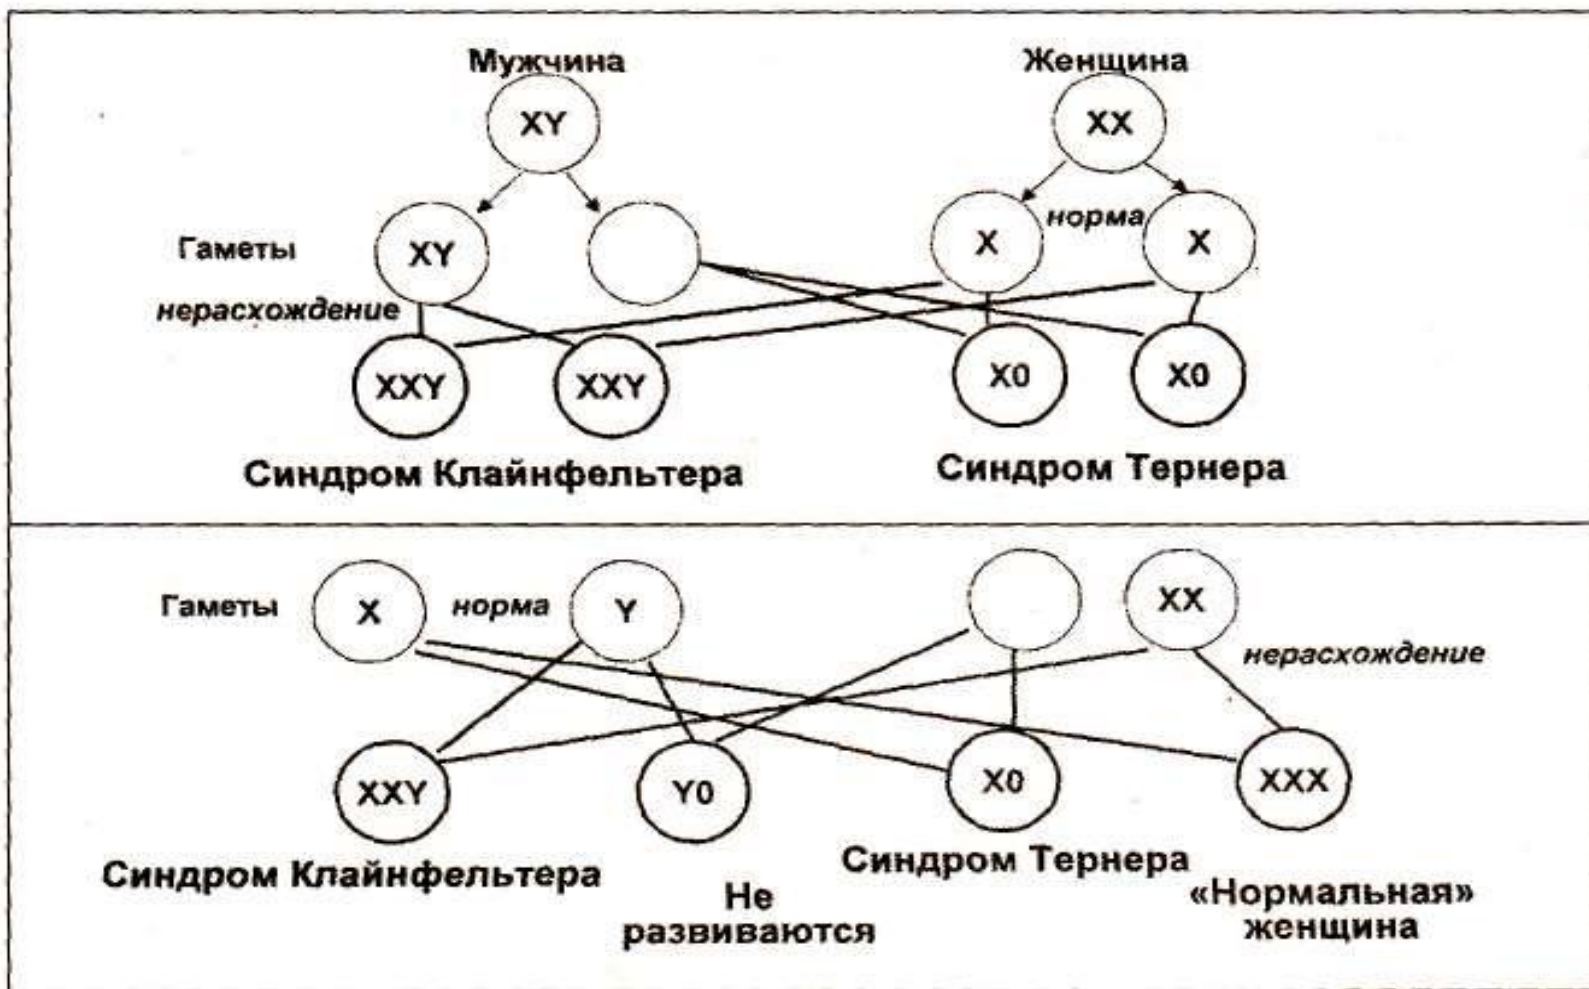 Мужчина Женщина
XY XX
Гаметы XY X норма X
нерасхождение
XXY XXY X0 X0
Синдром Клайнфельтера Синдром Тернера
Гаметы X норма Y XX
нерасхождение
XXY Y0 X0 XXX
Синдром Клайнфельтера Синдром Тернера
Не «Нормальная»
развиваются женщина